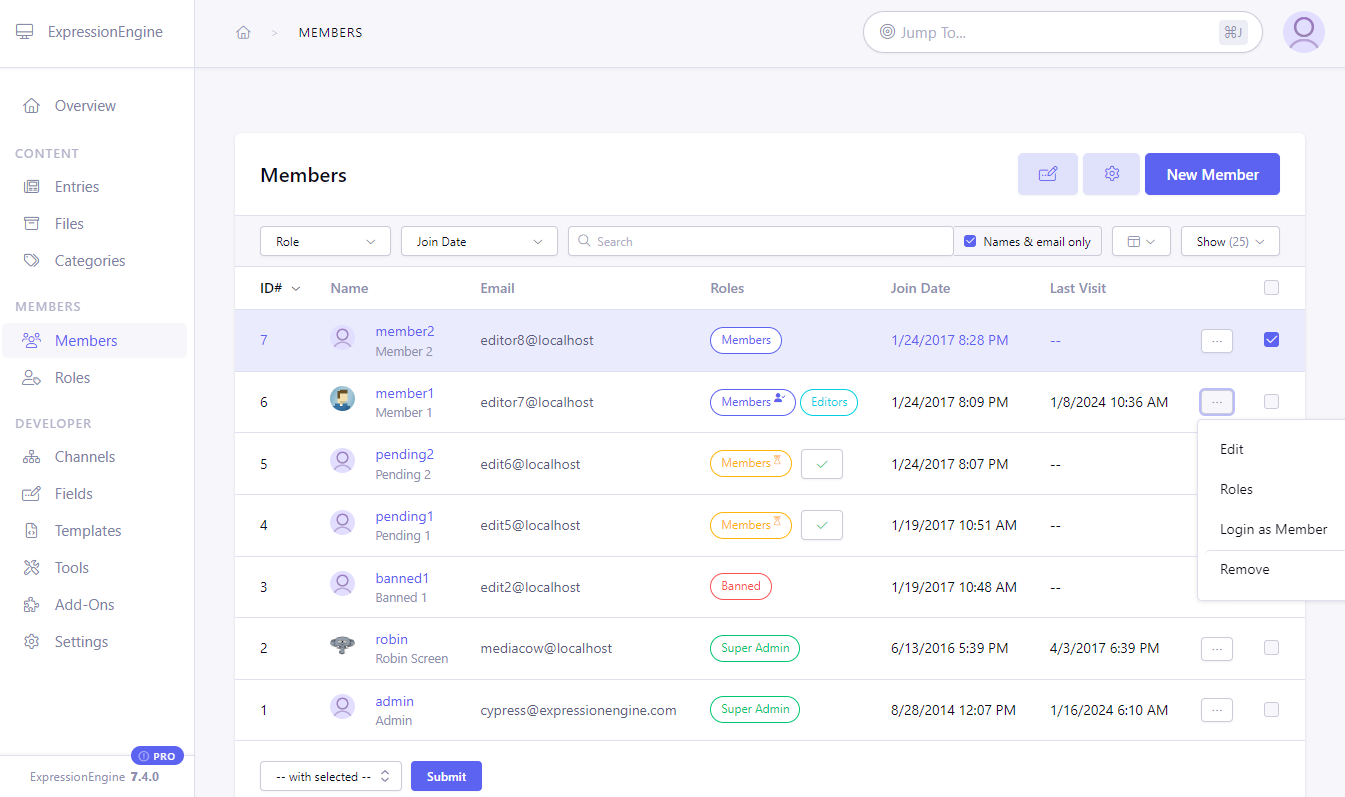 ExpressionEngine
> MEMBERS
Jump To... ⌘J
Overview
CONTENT
Entries
Files
Categories
MEMBERS
Members
Roles
DEVELOPER
Channels
Fields
Templates
Tools
Add-Ons
Settings
PRO
ExpressionEngine 7.4.0
Members
New Member
Role Join Date Search Names & email only Show (25)
ID# Name Email Roles Join Date Last Visit
7 member2 editor8@localhost Members 1/24/2017 8:28 PM -- ...
Member 2
6 member1 editor7@localhost Members Editors 1/24/2017 8:09 PM 1/8/2024 10:36 AM ...
Member 1
5 pending2 edit6@localhost Members 1/24/2017 8:07 PM --
Pending 2
4 pending1 edit5@localhost Members 1/19/2017 10:51 AM --
Pending 1
3 banned1 edit2@localhost Banned 1/19/2017 10:48 AM --
Banned 1
2 robin mediacow@localhost Super Admin 6/13/2016 5:39 PM 4/3/2017 6:39 PM ...
Robin Screen
1 admin cypress@expressionengine.com Super Admin 8/28/2014 12:07 PM 1/16/2024 6:10 AM ...
Admin
Edit
Roles
Login as Member
Remove
-- with selected -- Submit